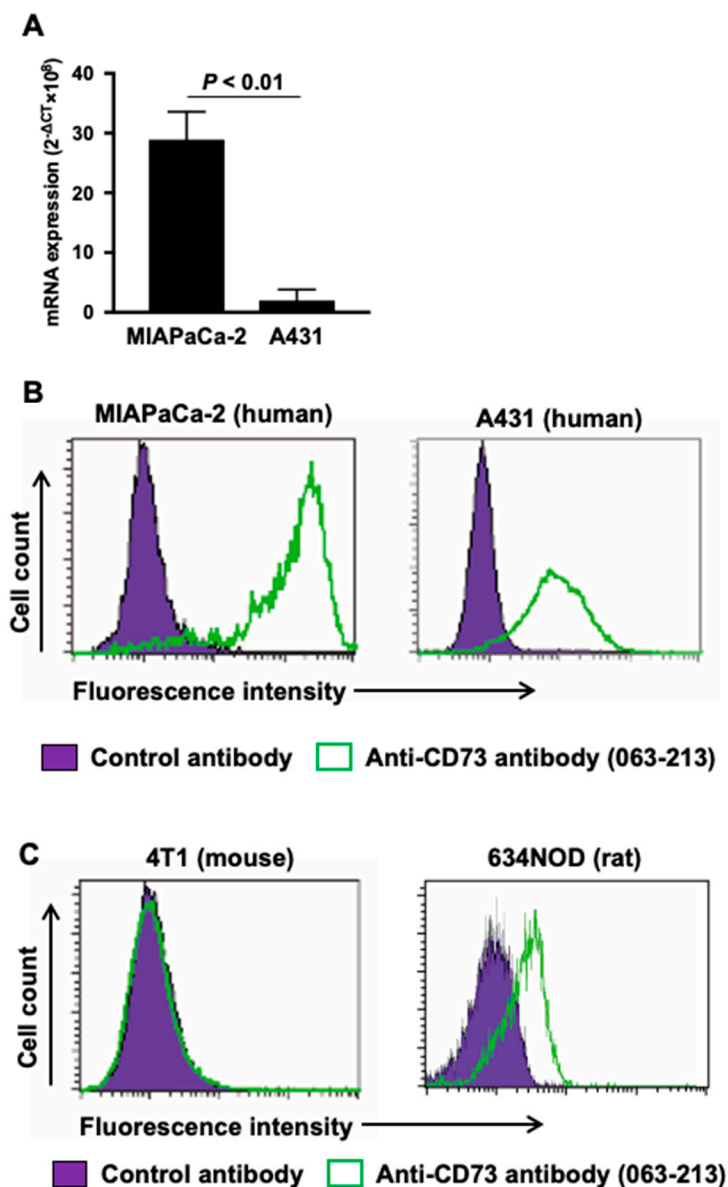 A
mRNA expression (2-ΔCT×10⁸)
40
30
20
10
0
P < 0.01
MIAPaCa-2 A431
B
MIAPaCa-2 (human) A431 (human)
Cell count
Fluorescence intensity
Control antibody Anti-CD73 antibody (063-213)
C
4T1 (mouse) 634NOD (rat)
Cell count
Fluorescence intensity
Control antibody Anti-CD73 antibody (063-213)